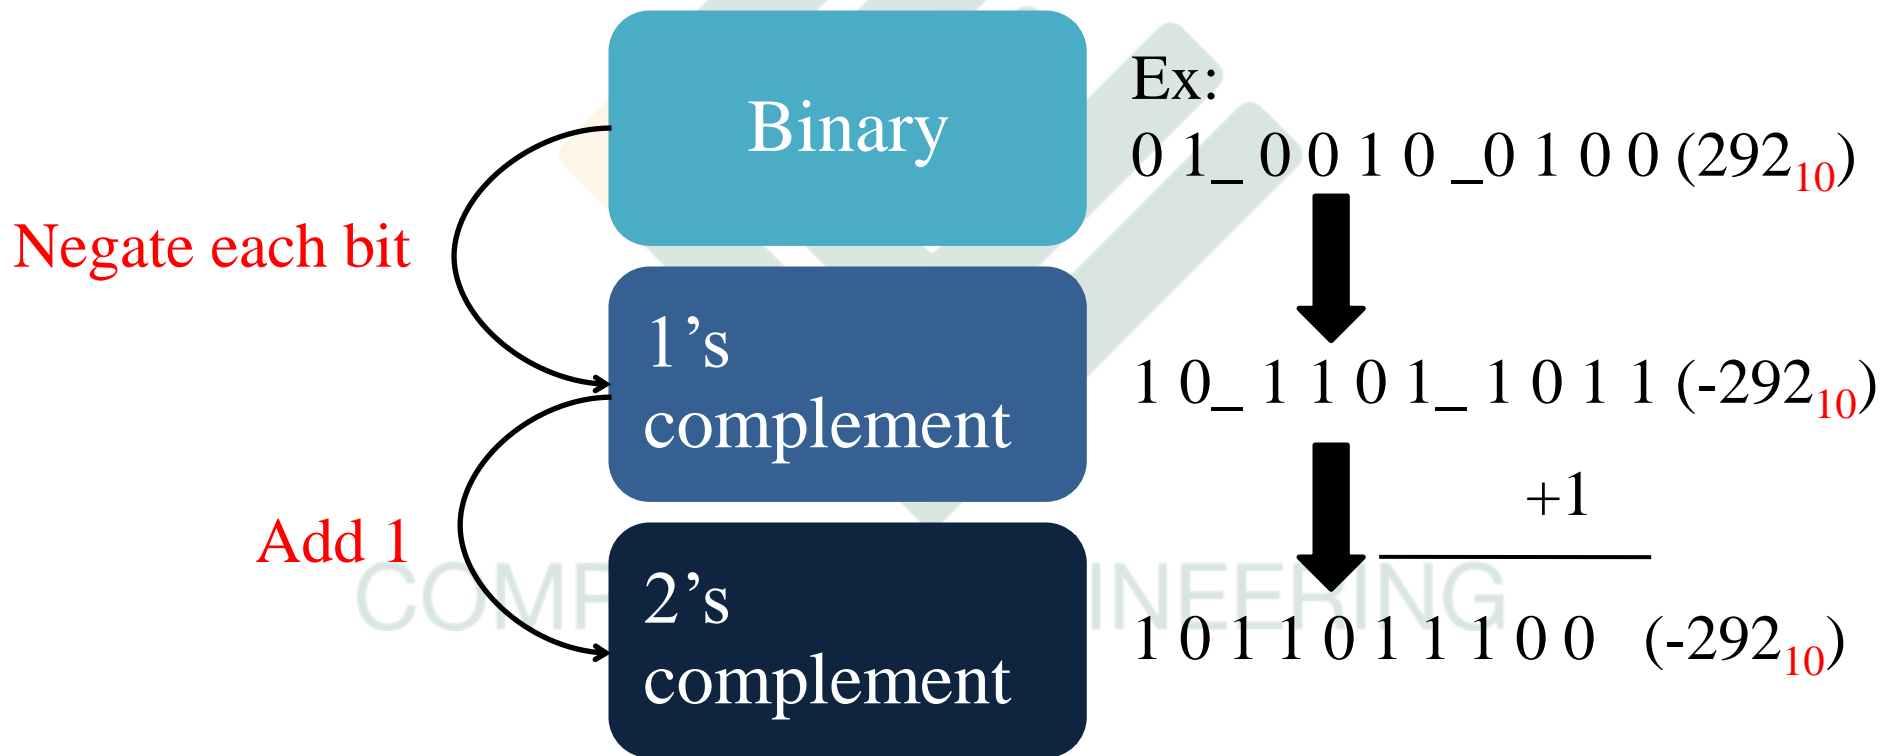 Ex:
Binary
0 1_ 0 0 1 0 _0 1 0 0 (292₁₀)
Negate each bit
1’s
complement
1 0_ 1 1 0 1_ 1 0 1 1 (-292₁₀)
+1
Add 1
2’s
complement
1 0 1 1 0 1 1 1 0 0 (-292₁₀)